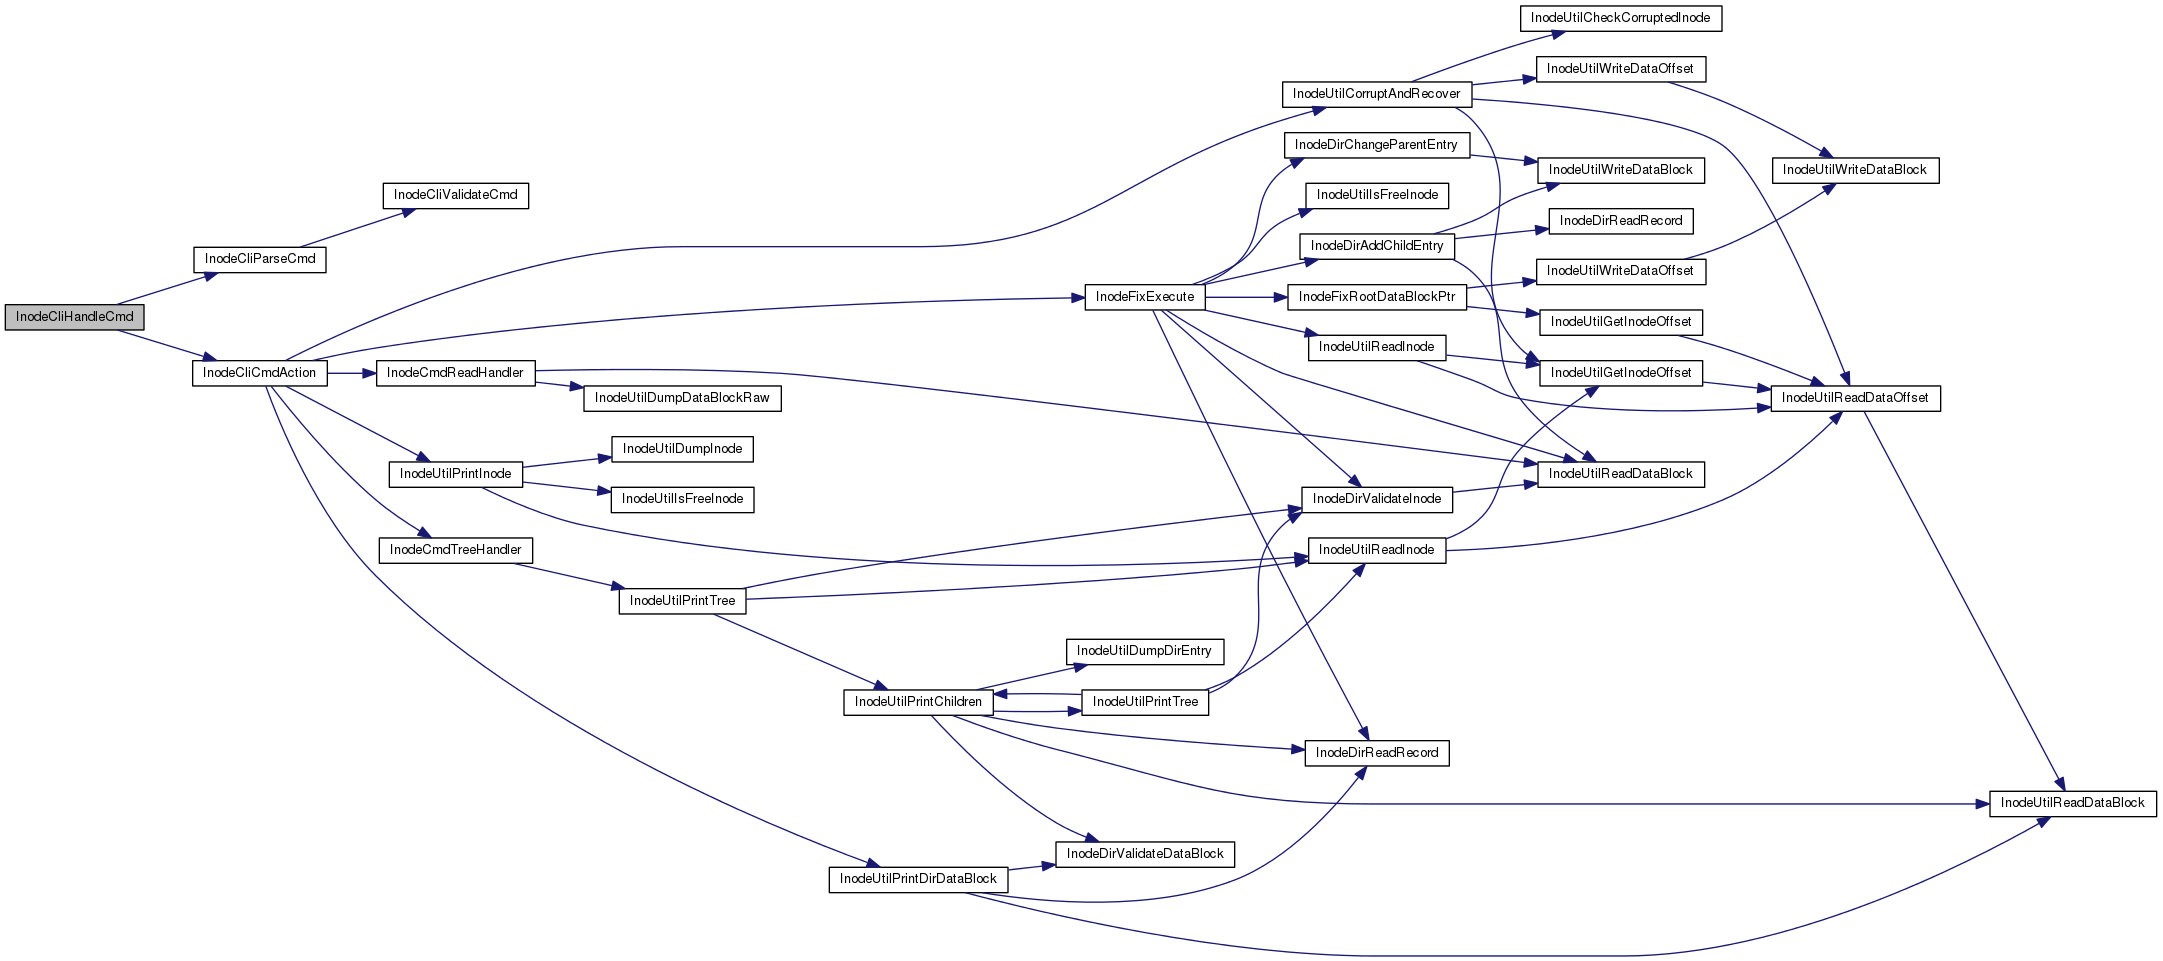 InodeUtilCheckCorruptedInode
InodeUtilWriteDataOffset
InodeUtilCorruptAndRecover
InodeDirChangeParentEntry
InodeUtilWriteDataBlock
InodeUtilWriteDataBlock
InodeCliValidateCmd
InodeUtilIsFreeInode
InodeDirReadRecord
InodeDirAddChildEntry
InodeCliParseCmd
InodeUtilWriteDataOffset
InodeFixExecute
InodeFixRootDataBlockPtr
InodeCliHandleCmd
InodeUtilGetInodeOffset
InodeUtilReadInode
InodeCliCmdAction
InodeCmdReadHandler
InodeUtilGetInodeOffset
InodeUtilDumpDataBlockRaw
InodeUtilReadDataOffset
InodeUtilDumpInode
InodeUtilPrintInode
InodeUtilReadDataBlock
InodeUtilIsFreeInode
InodeDirValidateInode
InodeCmdTreeHandler
InodeUtilReadInode
InodeUtilPrintTree
InodeUtilDumpDirEntry
InodeUtilPrintChildren
InodeUtilPrintTree
InodeDirReadRecord
InodeUtilReadDataBlock
InodeDirValidateDataBlock
InodeUtilPrintDirDataBlock